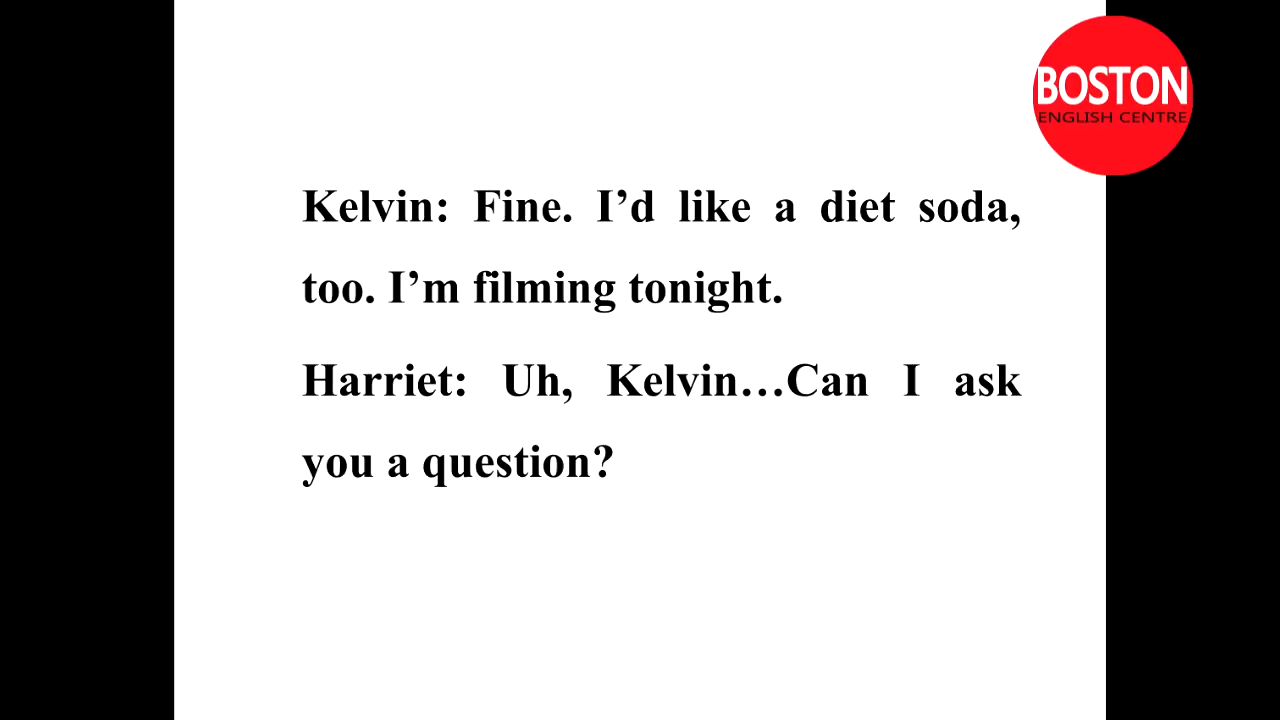 BOSTON
ENGLISH CENTRE
Kelvin: Fine. I’d like a diet soda,
too. I’m filming tonight.
Harriet: Uh, Kelvin…Can I ask
you a question?